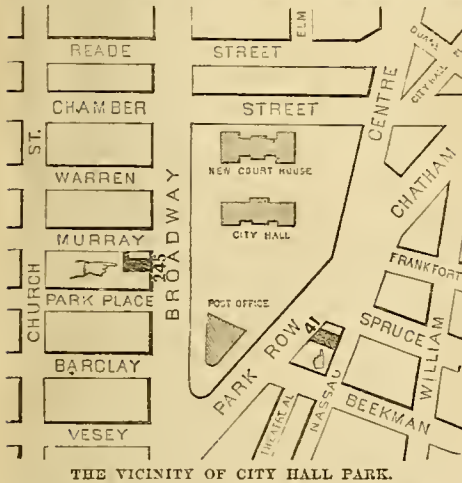 ELM
READE STREET
DUANE
CITY HALL
CHAMBER STREET
CENTRE
ST.
WARREN
NEW COURT HOUSE
CHATHAM
BROADWAY
CITY HALL
MURRAY
245
FRANKFORT
CHURCH
PARK PLACE
POST OFFICE
41
SPRUCE
WILLIAM
PARK ROW
BARCLAY
NASSAU
BEEKMAN
THEATRE AL
VESEY
THE VICINITY OF CITY HALL PARK.